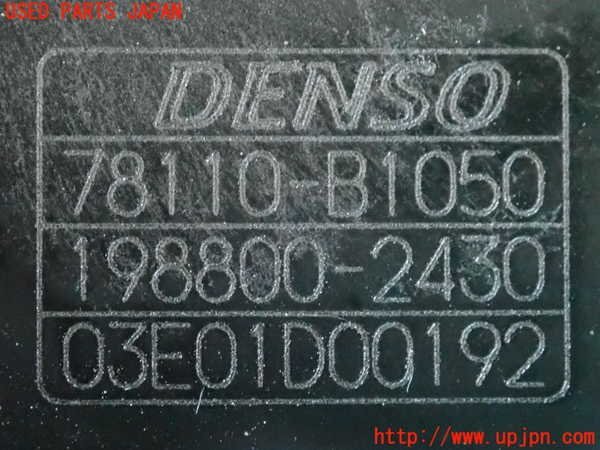 USED PARTS JAPAN
DENSO
78110-B1050
198800-2430
03E01D00192
http://www.upjpn.com/